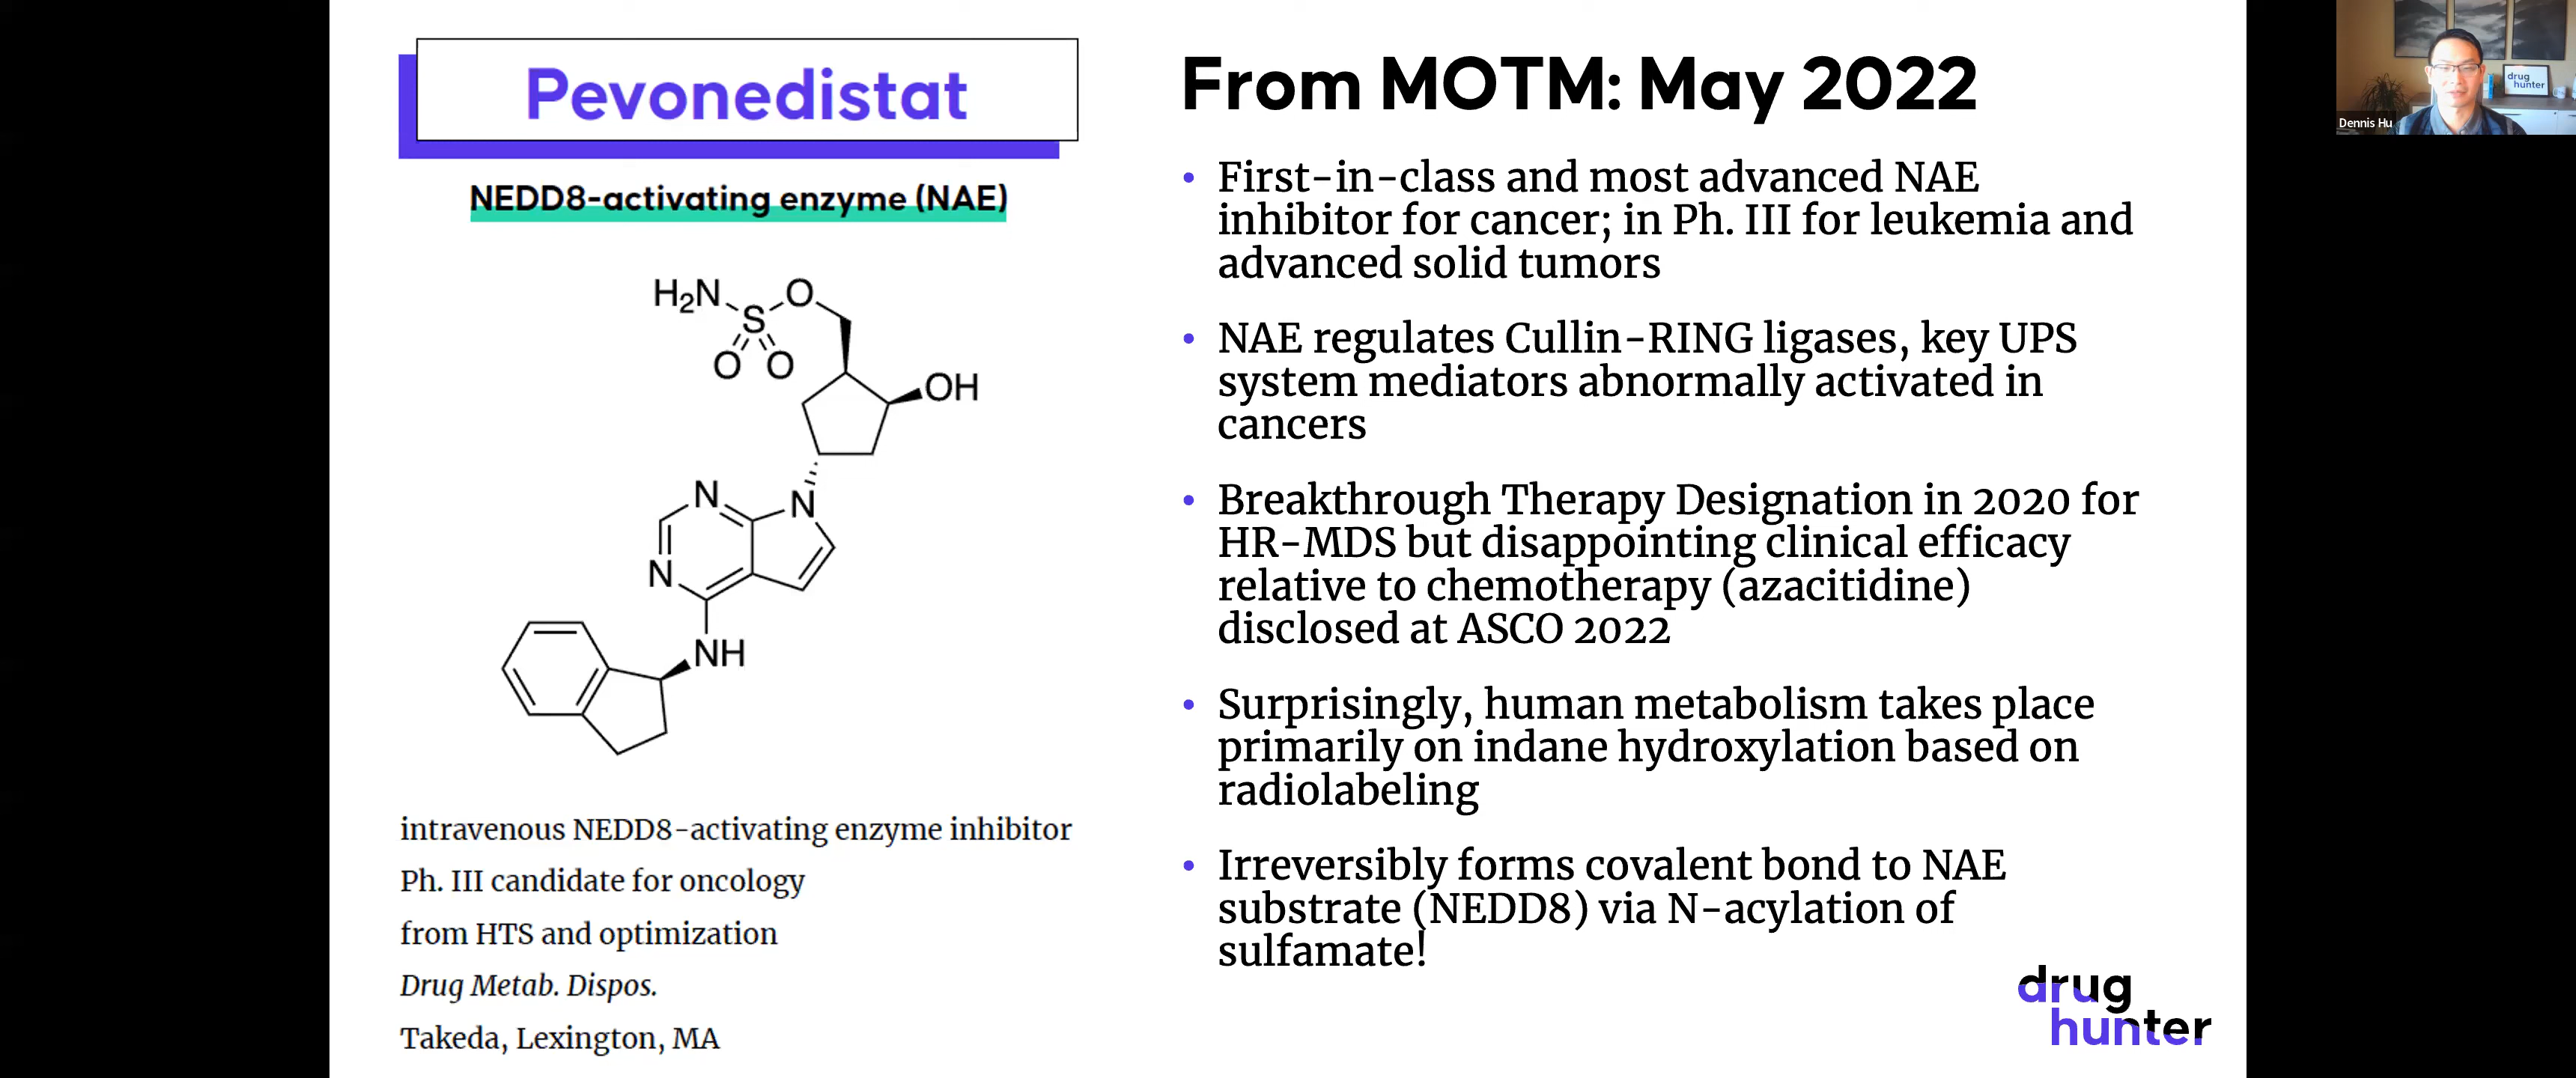 Pevonedistat
NEDD8-activating enzyme (NAE)
H₂N
O
S
O O
OH
N
N
N
NH
intravenous NEDD8-activating enzyme inhibitor
Ph. III candidate for oncology
from HTS and optimization
Drug Metab. Dispos.
Takeda, Lexington, MA
From MOTM: May 2022
• First-in-class and most advanced NAE
inhibitor for cancer; in Ph. III for leukemia and
advanced solid tumors
• NAE regulates Cullin-RING ligases, key UPS
system mediators abnormally activated in
cancers
• Breakthrough Therapy Designation in 2020 for
HR-MDS but disappointing clinical efficacy
relative to chemotherapy (azacitidine)
disclosed at ASCO 2022
• Surprisingly, human metabolism takes place
primarily on indane hydroxylation based on
radiolabeling
• Irreversibly forms covalent bond to NAE
substrate (NEDD8) via N-acylation of
sulfamate!
drug
hunter
drug
hunter
Dennis Hu